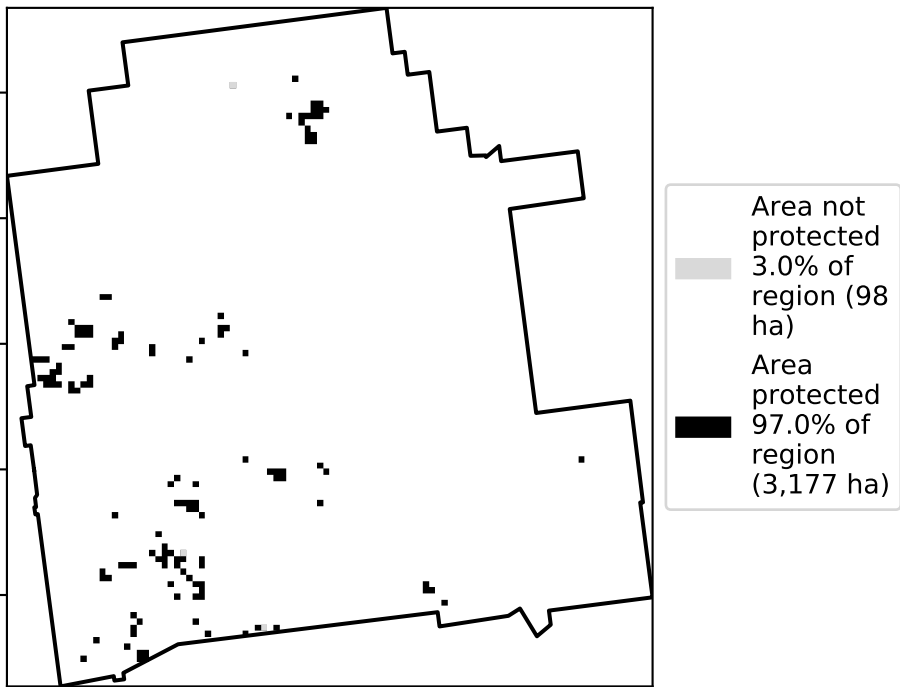 Area not
protected
3.0% of
region (98
ha)
Area
protected
97.0% of
region
(3,177 ha)